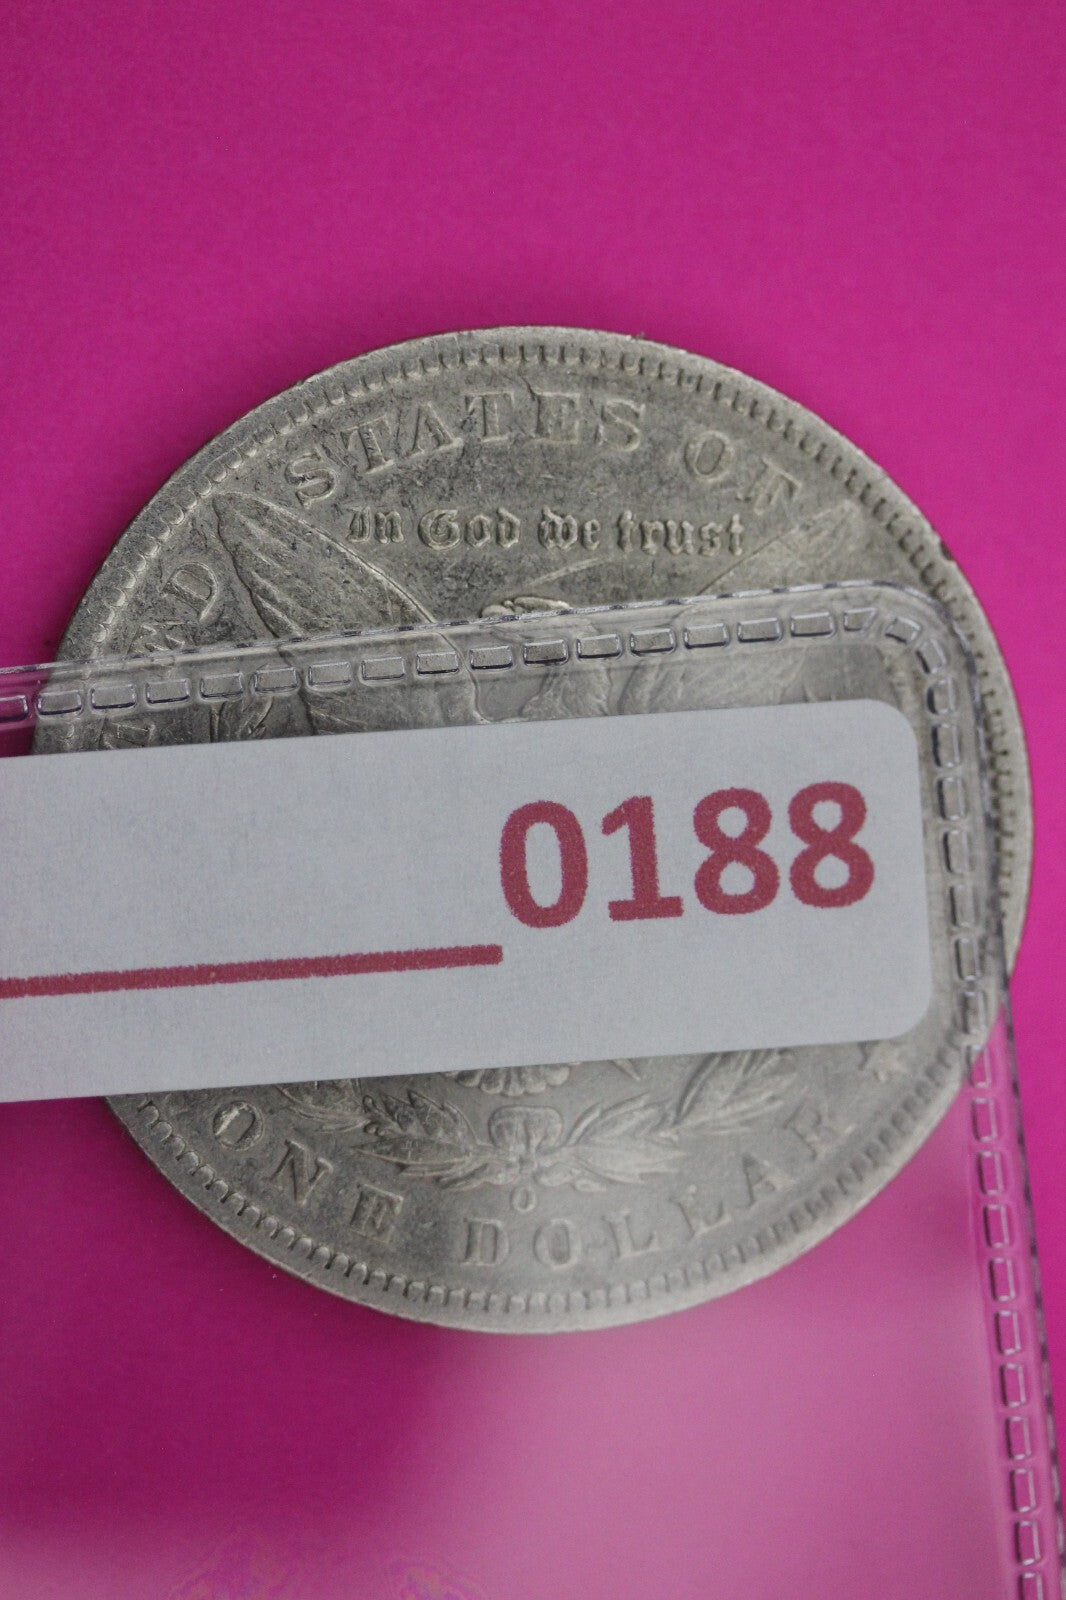 STATES OF
In God we trust
0188
O
ONE DOLLAR